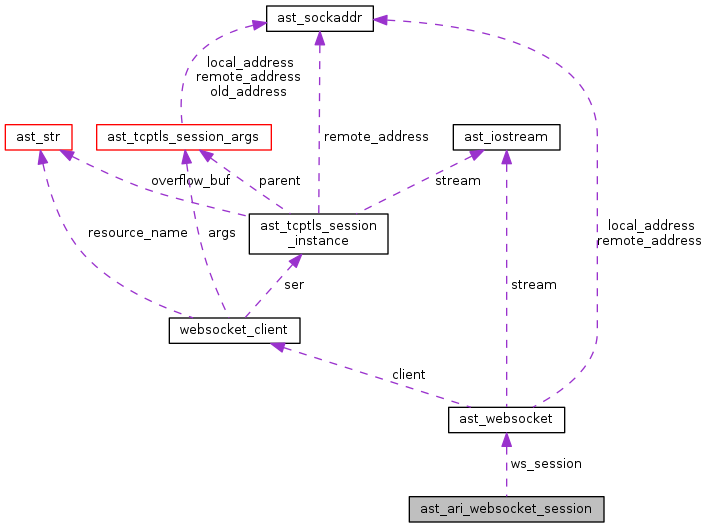 ast_sockaddr
local_address
remote_address
old_address
ast_str
ast_tcptls_session_args
remote_address
ast_iostream
overflow_buf
parent
stream
ast_tcptls_session
_instance
resource_name
args
local_address
remote_address
ser
stream
websocket_client
client
ast_websocket
ws_session
ast_ari_websocket_session